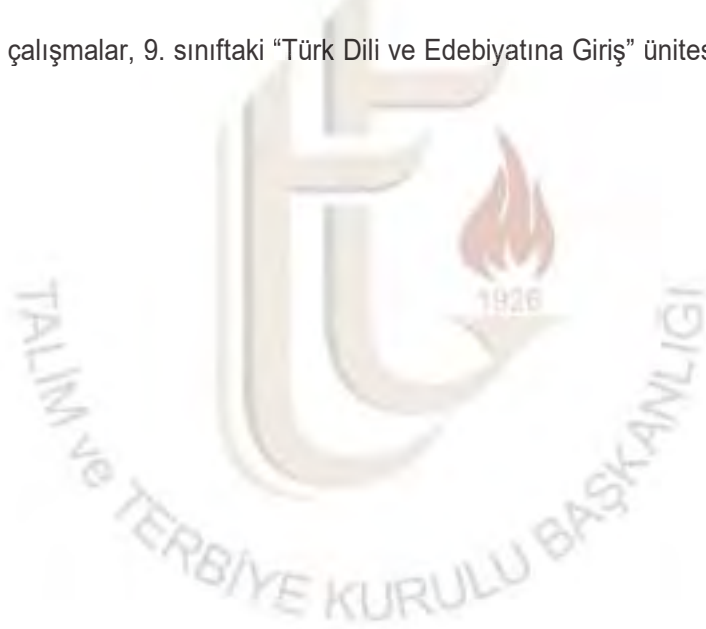 çalışmalar, 9. sınıftaki “Türk Dili ve Edebiyatına Giriş” ünites
1926
TALİM ve TERBİYE KURULU BAŞKANLIĞI